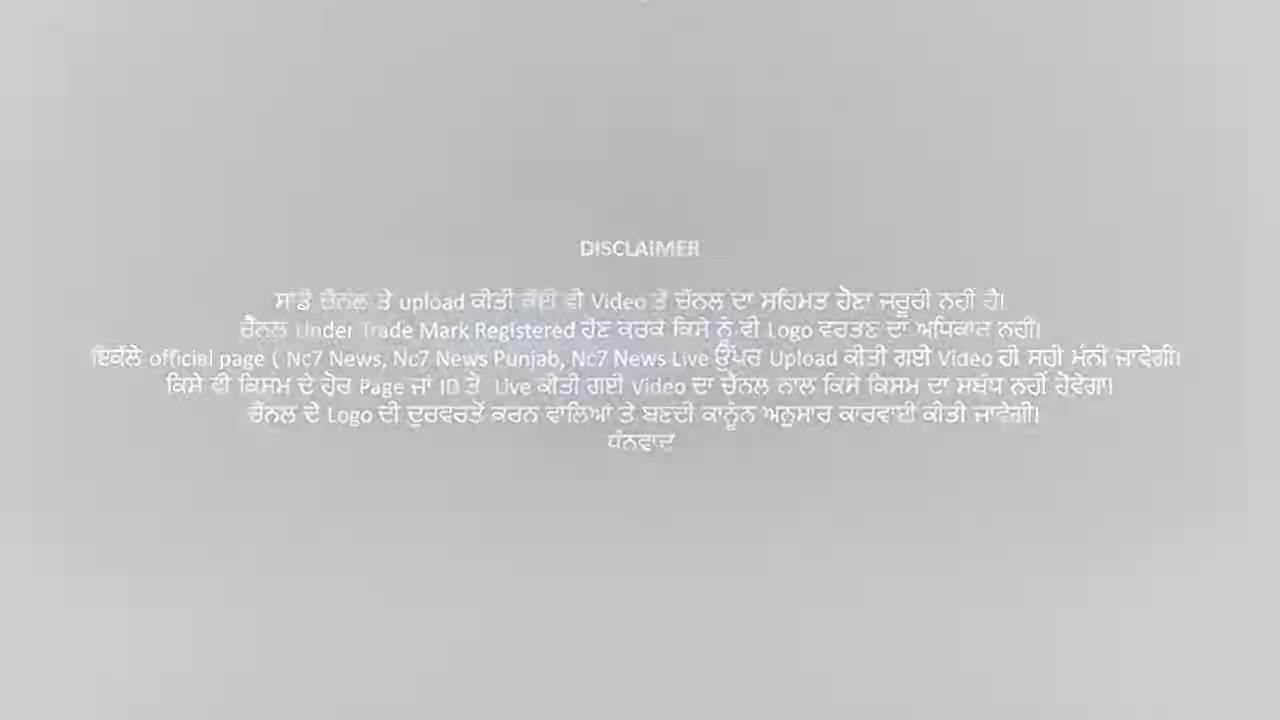 DISCLAIMER
ਸਾਡੇ ਚੈਨਲ ਤੇ upload ਕੀਤੀ ਕੋਈ ਵੀ Video ਤੋਂ ਚੈੱਨਲ ਦਾ ਸਹਿਮਤ ਹੋਣਾ ਜਰੂਰੀ ਨਹੀਂ ਹੈ।
ਚੈੱਨਲ Under Trade Mark Registered ਹੋਣ ਕਰਕੇ ਕਿਸੇ ਨੂੰ ਵੀ Logo ਵਰਤਣ ਦਾ ਅਧਿਕਾਰ ਨਹੀਂ।
ਇਕੱਲੇ official page ( Nc7 News, Nc7 News Punjab, Nc7 News Live ਉੱਪਰ Upload ਕੀਤੀ ਗਈ Video ਹੀ ਸਹੀ ਮੰਨੀ ਜਾਵੇਗੀ।
ਕਿਸੇ ਵੀ ਕਿਸਮ ਦੇ ਹੋਰ Page ਜਾਂ ID ਤੇ Live ਕੀਤੀ ਗਈ Video ਦਾ ਚੈੱਨਲ ਨਾਲ ਕਿਸੇ ਕਿਸਮ ਦਾ ਸਬੰਧ ਨਹੀਂ ਹੋਵੇਗਾ।
ਚੈੱਨਲ ਦੇ Logo ਦੀ ਦੁਰਵਰਤੋਂ ਕਰਨ ਵਾਲਿਆਂ ਤੇ ਬਣਦੀ ਕਾਨੂੰਨ ਅਨੁਸਾਰ ਕਾਰਵਾਈ ਕੀਤੀ ਜਾਵੇਗੀ।
ਧੰਨਵਾਦ